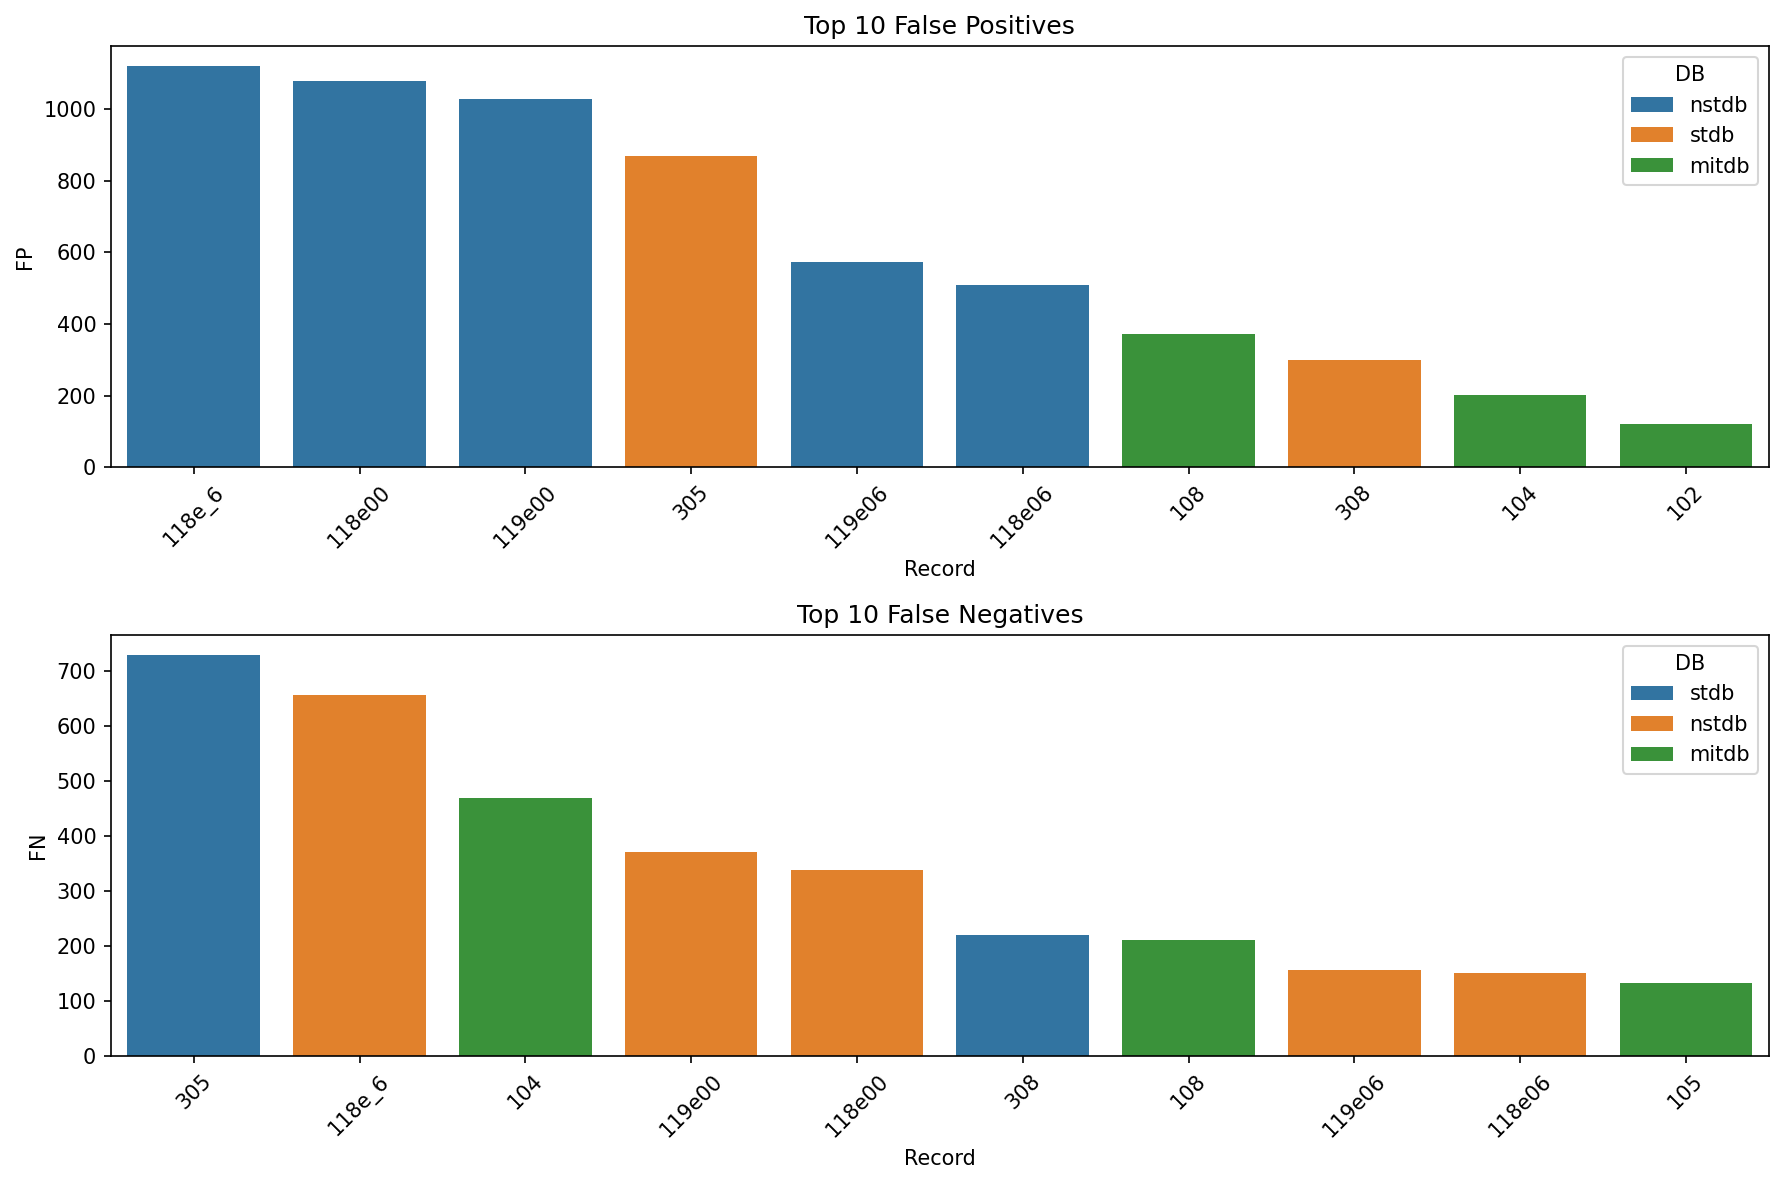 Top 10 False Positives
DB
nstdb
stdb
mitdb
FP
1000
800
600
400
200
0
118e_6
118e00
119e00
305
119e06
118e06
108
308
104
102
Record
Top 10 False Negatives
DB
stdb
nstdb
mitdb
FN
700
600
500
400
300
200
100
0
305
118e_6
104
119e00
118e00
308
108
119e06
118e06
105
Record